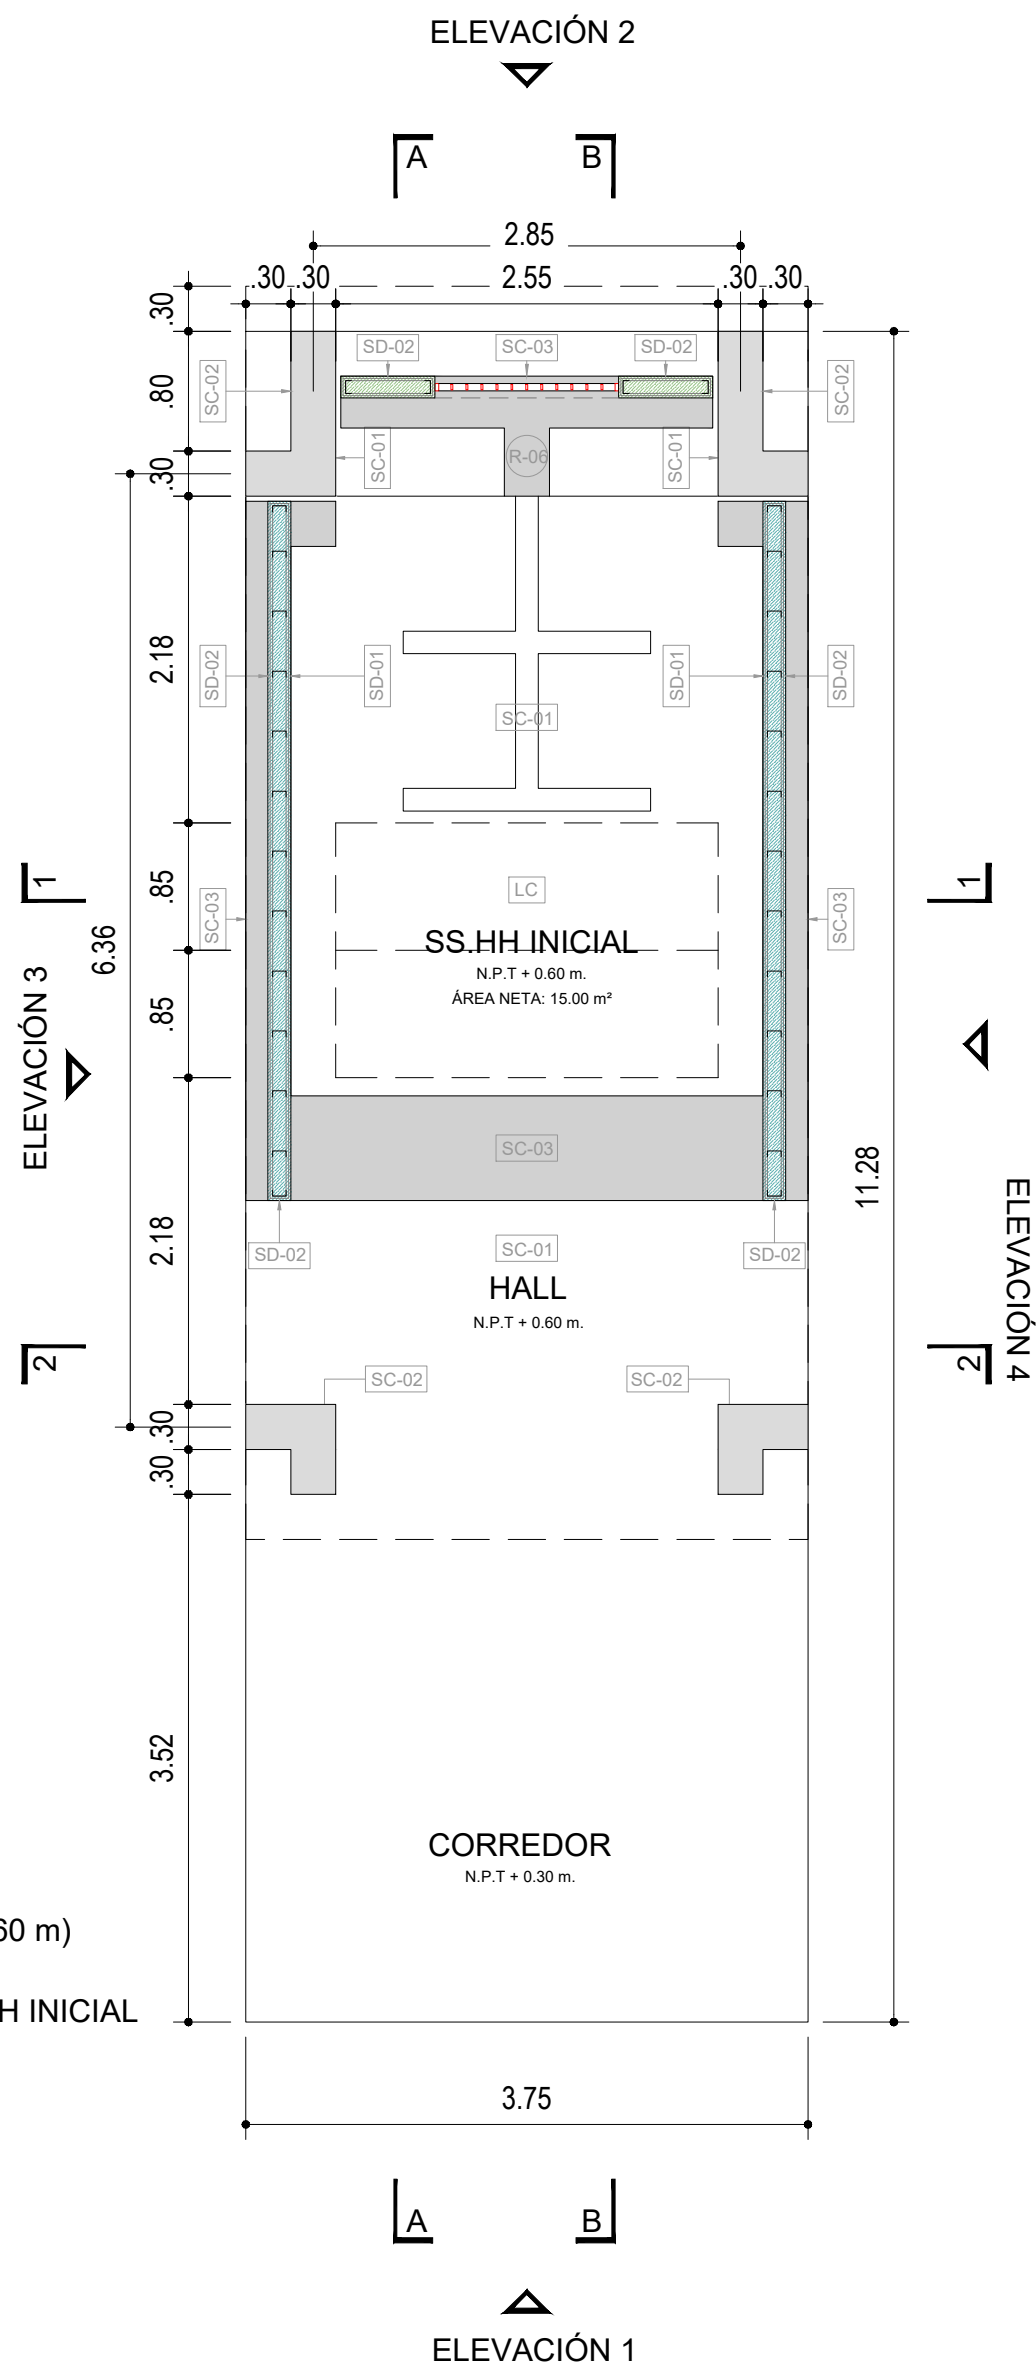 ELEVACIÓN 2
A
B
2.85
.30
.30
2.55
.30
.30
.30
SD-02
SC-03
SD-02
SC-02
.80
SC-02
SC-01
R-06
SC-01
.30
2.18
SD-02
SD-01
SD-01
SD-02
SC-01
1
1
.85
LC
SC-03
SC-03
6.36
SS.HH INICIAL
N.P.T + 0.60 m.
ÁREA NETA: 15.00 m²
.85
ELEVACIÓN 3
SC-03
11.28
2.18
SD-02
SC-01
SD-02
HALL
N.P.T + 0.60 m.
ELEVACIÓN 4
2
2
SC-02
SC-02
.30
.30
3.52
CORREDOR
N.P.T + 0.30 m.
60 m)
H INICIAL
3.75
A
B
ELEVACIÓN 1